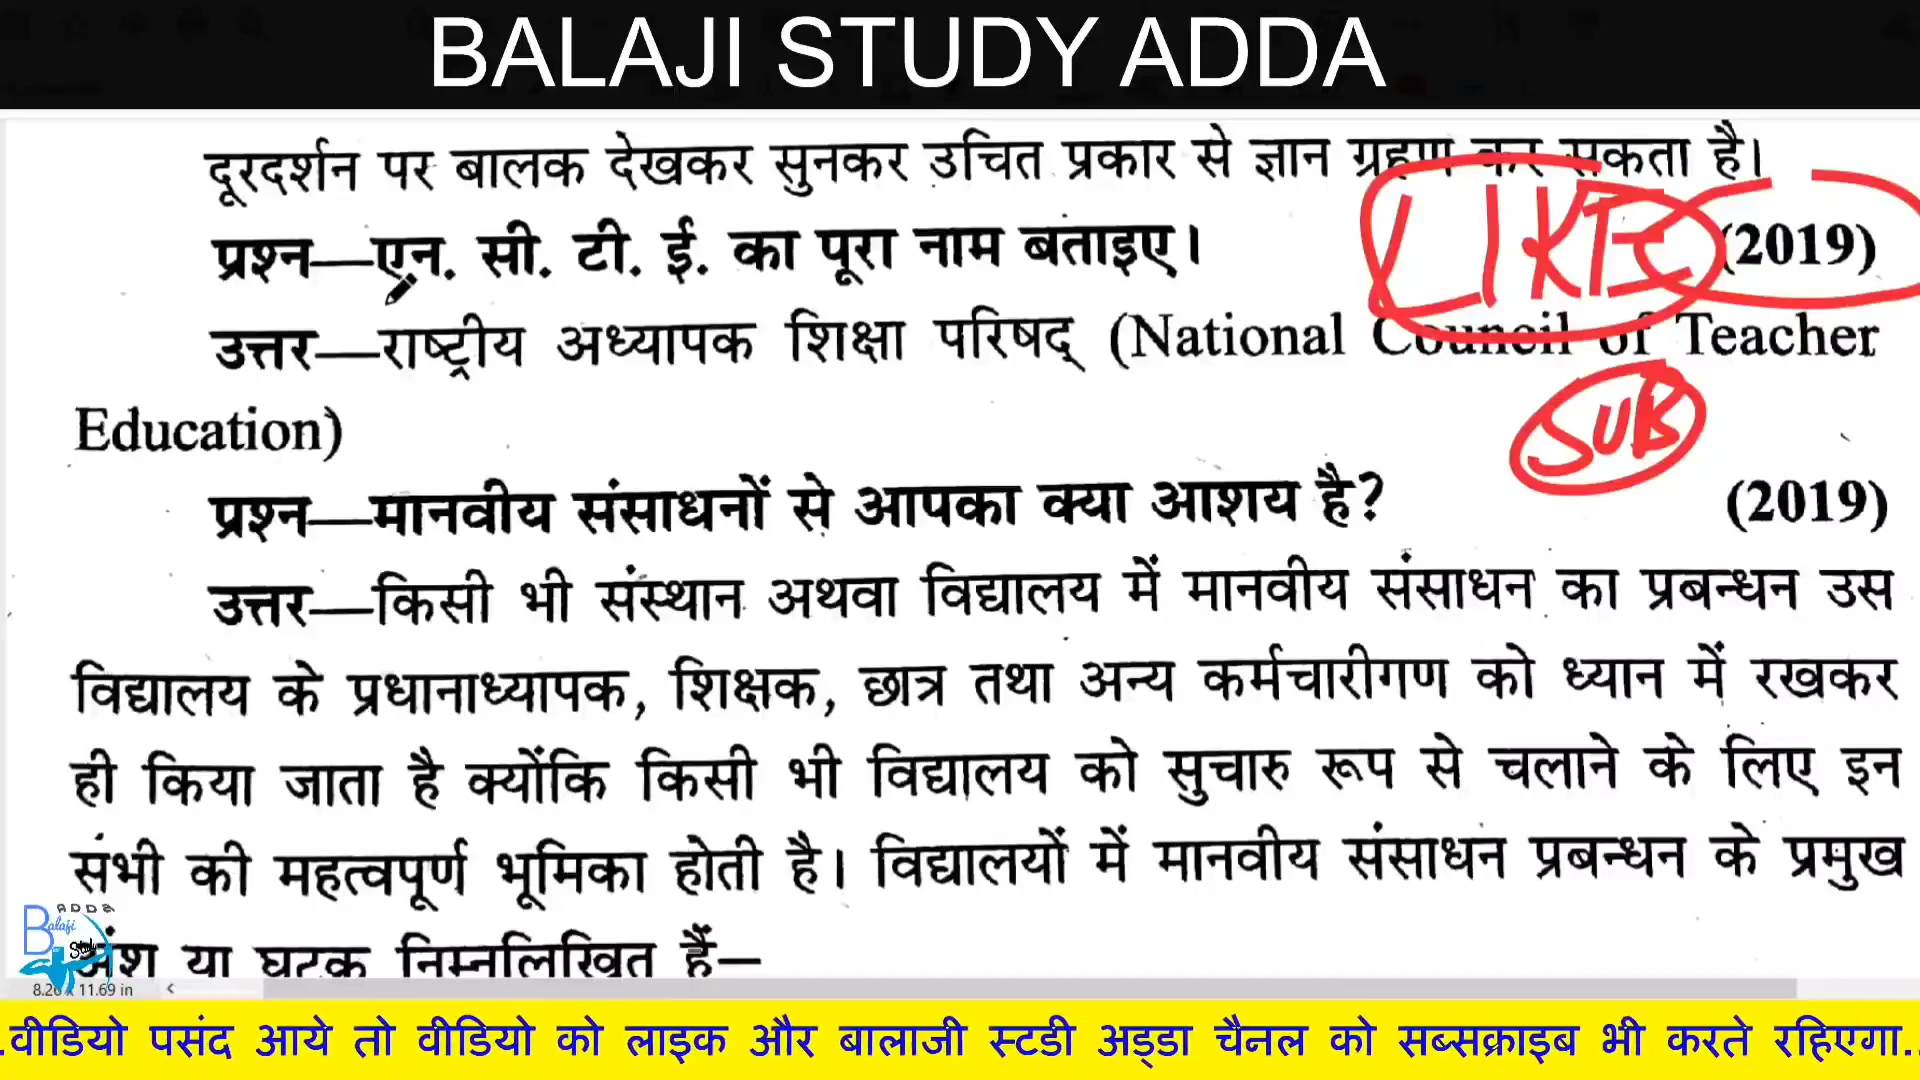 BALAJI STUDY ADDA
दूरदर्शन पर बालक देखकर सुनकर उचित प्रकार से ज्ञान ग्रहण कर सकता है।
प्रश्न—एन. सी. टी. ई. का पूरा नाम बताइए। (2019)
LIKE
उत्तर—राष्ट्रीय अध्यापक शिक्षा परिषद् (National Council of Teacher
Education)
SUB
प्रश्न—मानवीय संसाधनों से आपका क्या आशय है? (2019)
उत्तर—किसी भी संस्थान अथवा विद्यालय में मानवीय संसाधन का प्रबन्धन उस
विद्यालय के प्रधानाध्यापक, शिक्षक, छात्र तथा अन्य कर्मचारीगण को ध्यान में रखकर
ही किया जाता है क्योंकि किसी भी विद्यालय को सुचारु रूप से चलाने के लिए इन
सभी की महत्वपूर्ण भूमिका होती है। विद्यालयों में मानवीय संसाधन प्रबन्धन के प्रमुख
अंश या घटक निम्नलिखित हैं—
ADDA
Balaji
Study
8.26 x 11.69 in
.वीडियो पसंद आये तो वीडियो को लाइक और बालाजी स्टडी अड्डा चैनल को सब्सक्राइब भी करते रहिएगा..